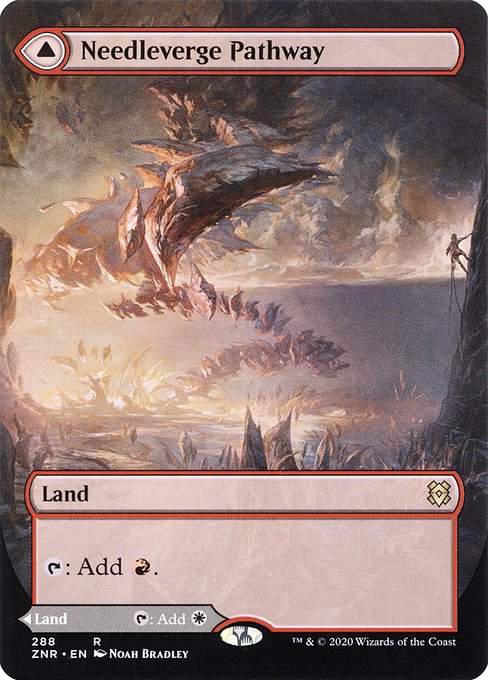 Needleverge Pathway
Land
: Add .
Land : Add
288 R
ZNR • EN NOAH BRADLEY ™ & © 2020 Wizards of the Coast